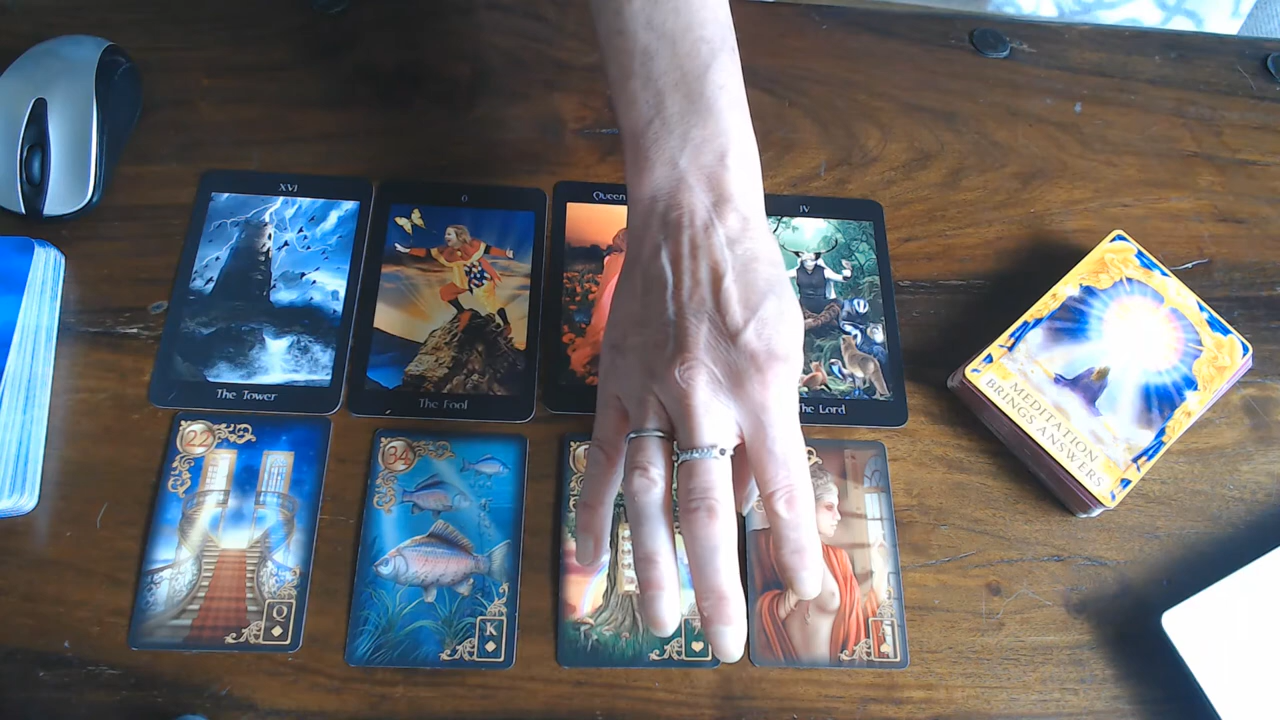 XVI
0
Queen
IV
The Tower
The Fool
The Lord
22
34
Q
K
MEDITATION
BRINGS ANSWERS